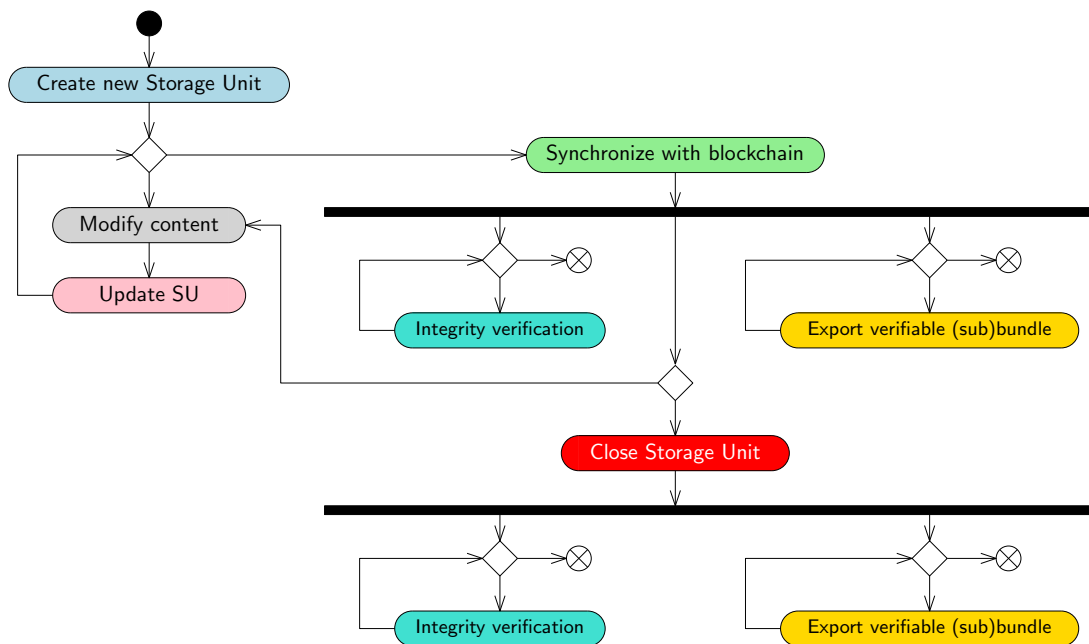 Create new Storage Unit
Synchronize with blockchain
Modify content
Update SU
Integrity verification
Export verifiable (sub)bundle
Close Storage Unit
Integrity verification
Export verifiable (sub)bundle